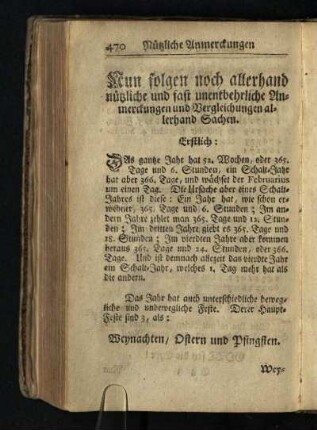 470 Nützliche Anmerckungen
Nun folgen noch allerhand
nützliche und fast unentbehrliche An-
merckungen und Vergleichungen al-
lerhand Sachen.
Erstlich:
DAs gantze Jahr hat 52. Wochen, oder 365.
Tage und 6. Stunden, ein Schalt-Jahr
hat aber 366. Tage, und wächset der Februarius
um einen Tag. Die Ursache aber eines Schalt-
Jahres ist diese: Ein Jahr hat, wie schon er-
wehnet, 365. Tage und 6. Stunden; Im an-
dern Jahre zehlet man 365. Tage und 12. Stun-
den; Im dritten Jahre giebt es 365. Tage und
18. Stunden; Im vierdten Jahre aber kommen
heraus 365. Tage und 24. Stunden, oder 366.
Tage. Und ist demnach allezeit das vierdte Jahr
ein Schalt-Jahr, welches 1. Tag mehr hat als
die andern.
Das Jahr hat auch unterschiedliche beweg-
liche und unbewegliche Feste. Derer Haupt-
Feste sind 3, als:
Weynachten/ Ostern und Pfingsten.
Wey-